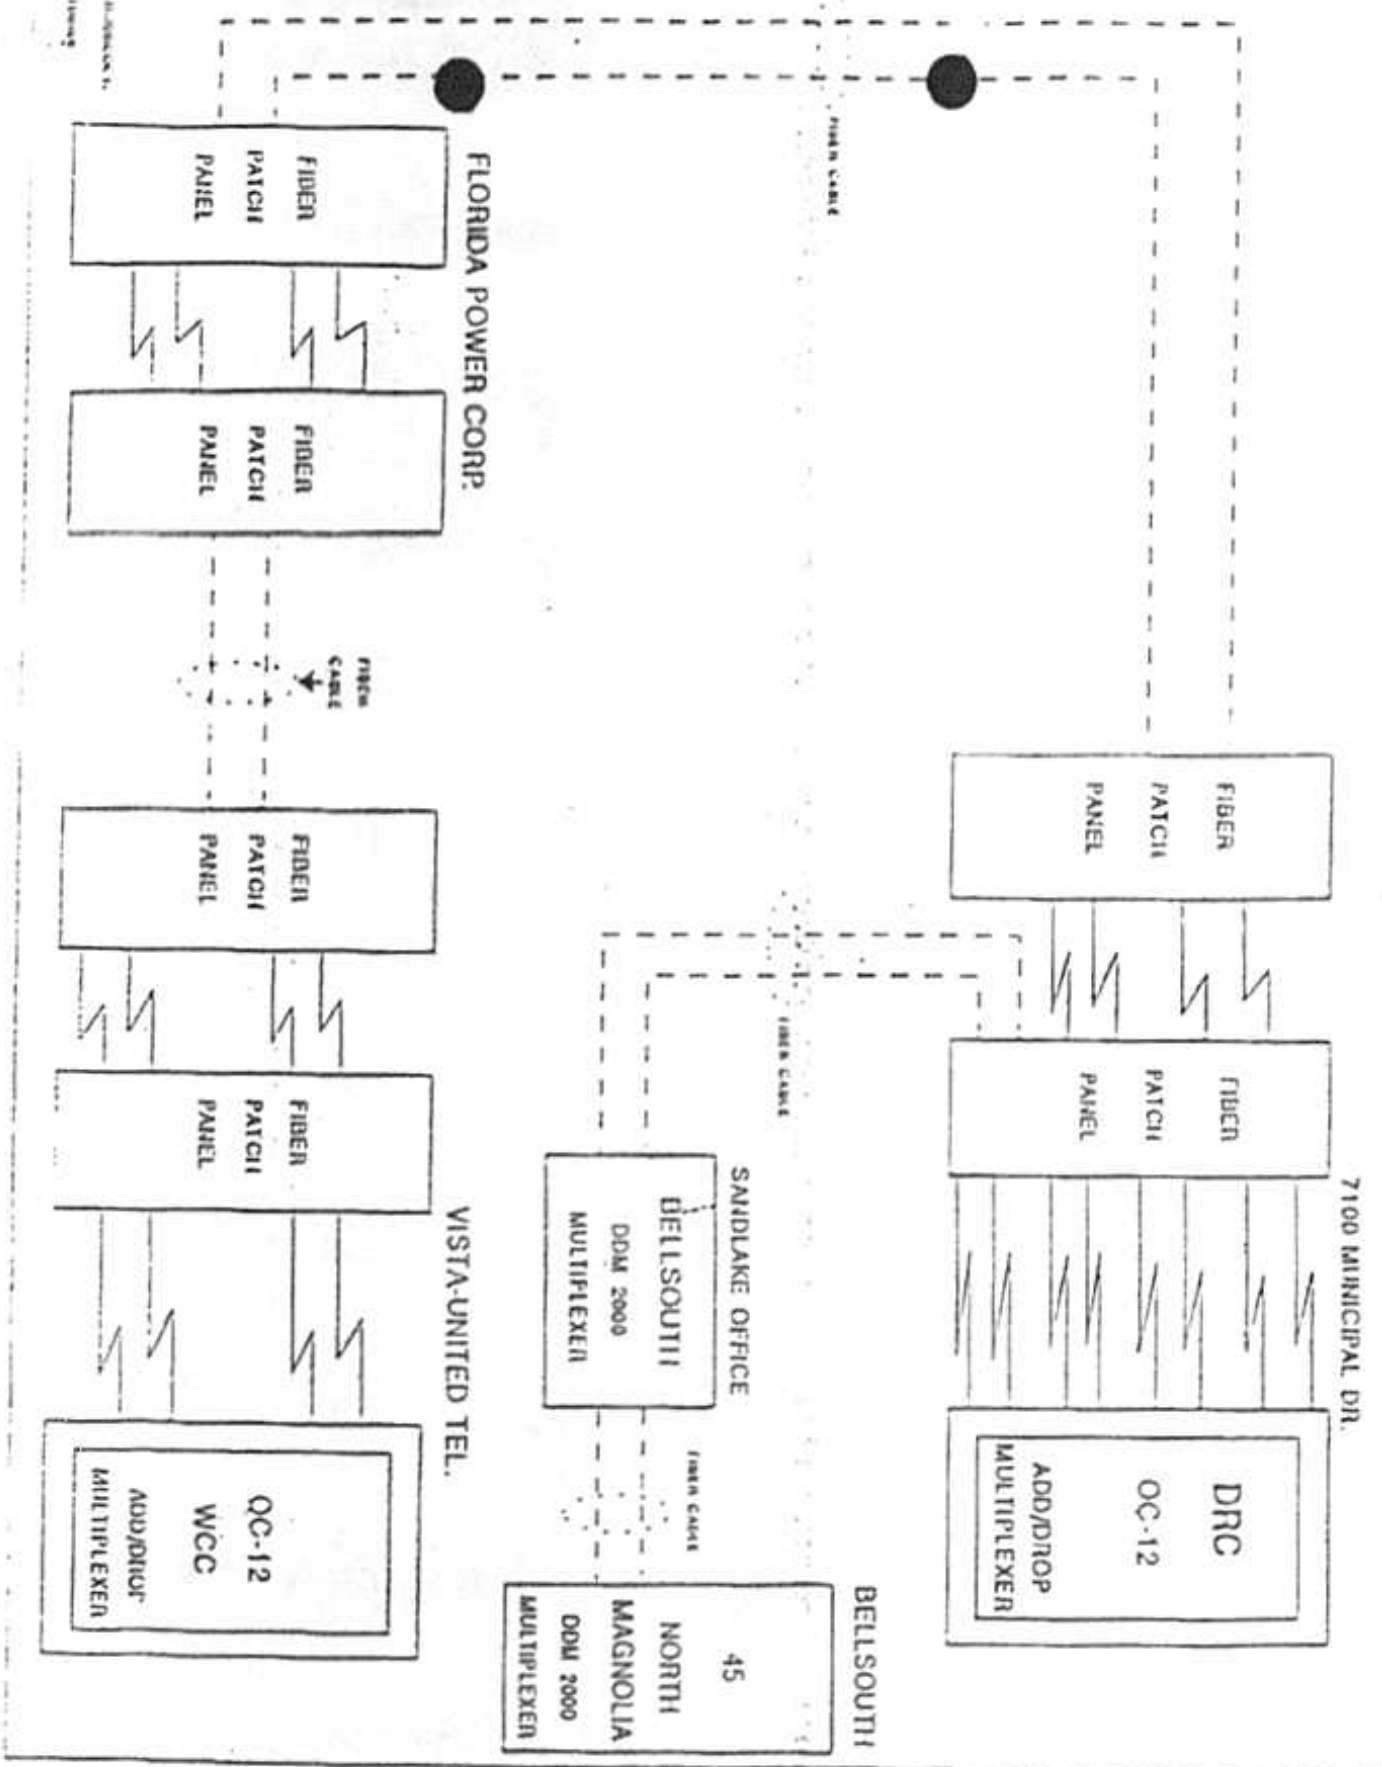 7100 MUNICIPAL DR.
FIBER
PATCH
PANEL
FIBER
PATCH
PANEL
DRC
OC-12
ADD/DROP
MULTIPLEXER
FIBER CABLE
FIBER CABLE
SANDLAKE OFFICE
BELLSOUTH
DDM 2000
MULTIPLEXER
FIBER CABLE
BELLSOUTH
45
NORTH
MAGNOLIA
DDM 2000
MULTIPLEXER
FLORIDA POWER CORP.
FIBER
PATCH
PANEL
FIBER
PATCH
PANEL
FIBER
CABLE
VISTA-UNITED TEL.
FIBER
PATCH
PANEL
FIBER
PATCH
PANEL
OC-12
WCC
ADD/DROP
MULTIPLEXER